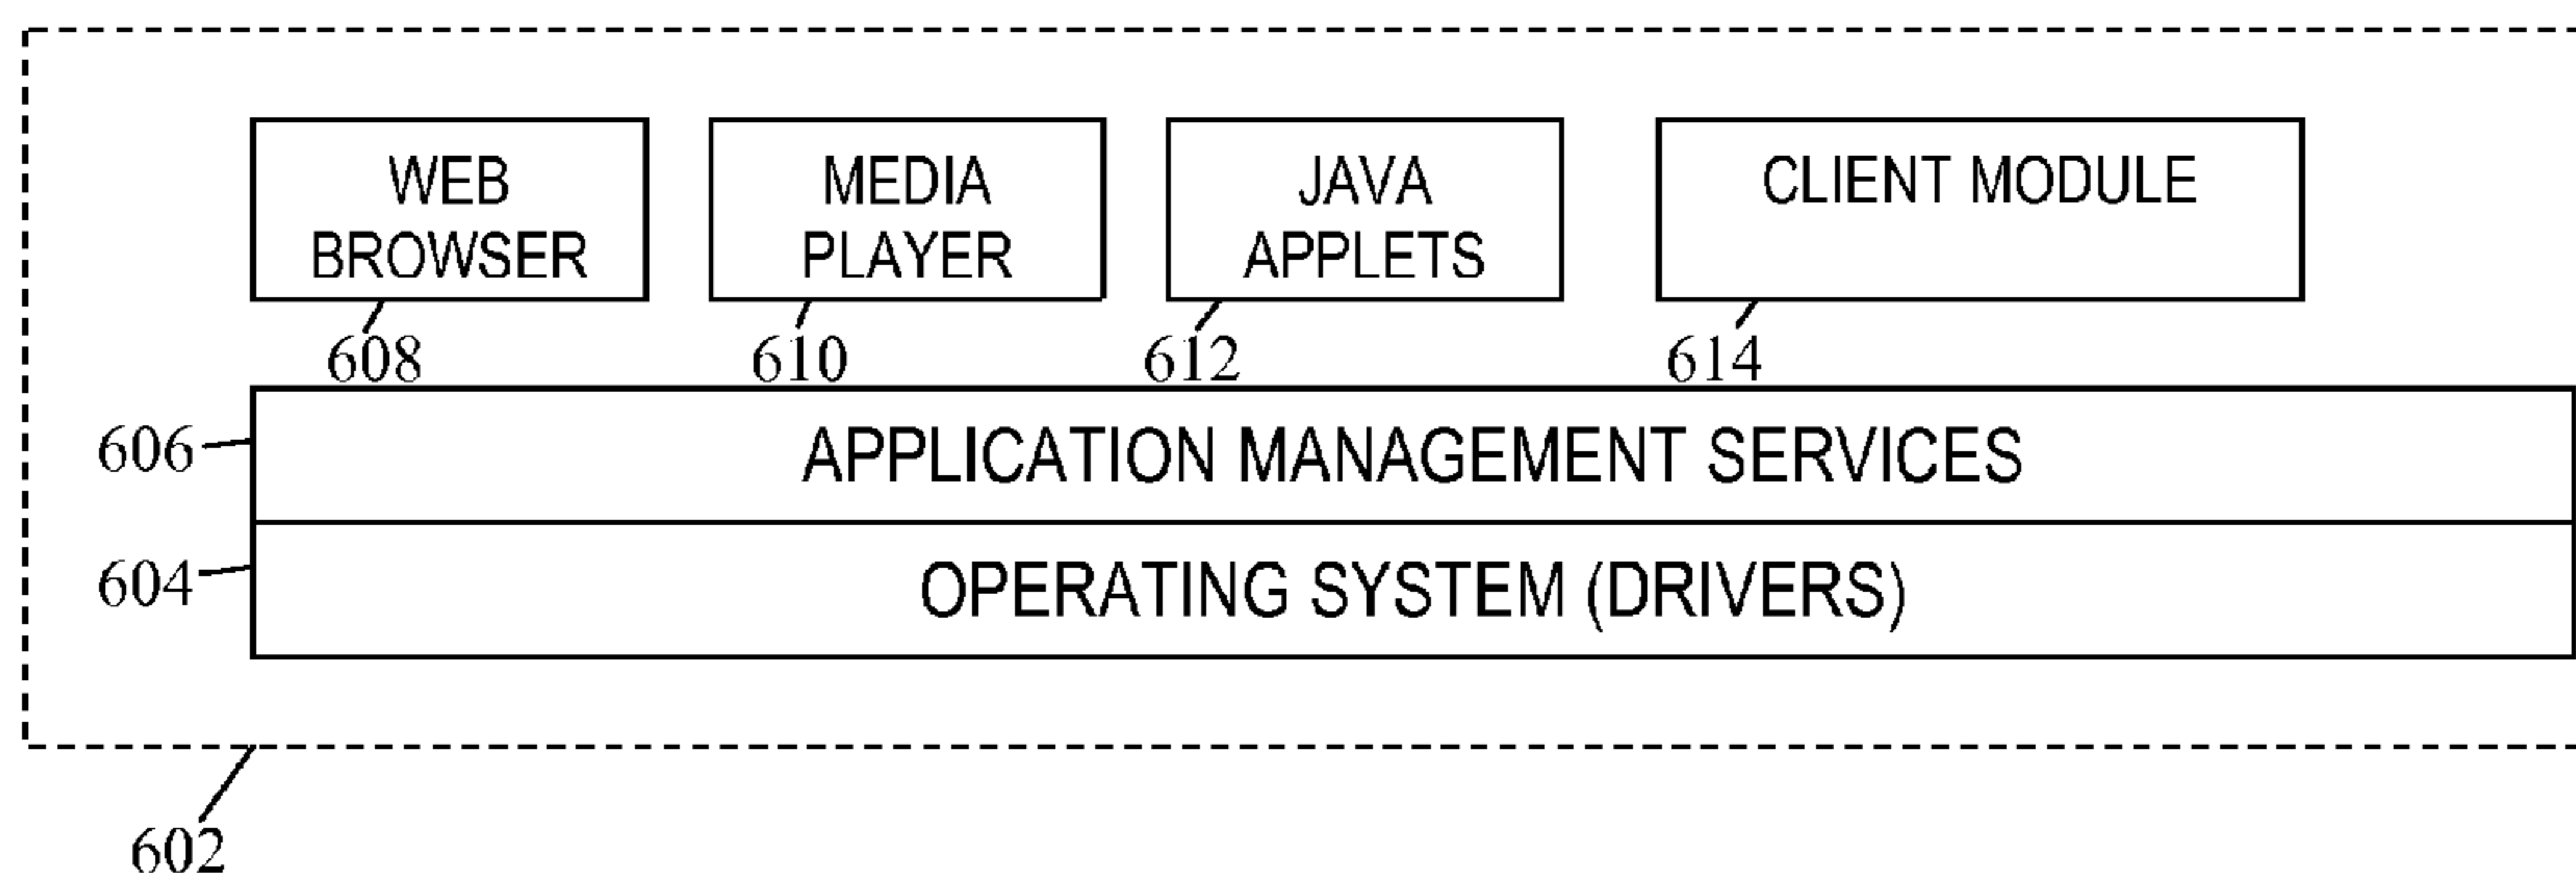 WEB
BROWSER
MEDIA
PLAYER
JAVA
APPLETS
CLIENT MODULE
608
610
612
614
606
APPLICATION MANAGEMENT SERVICES
604
OPERATING SYSTEM (DRIVERS)
602